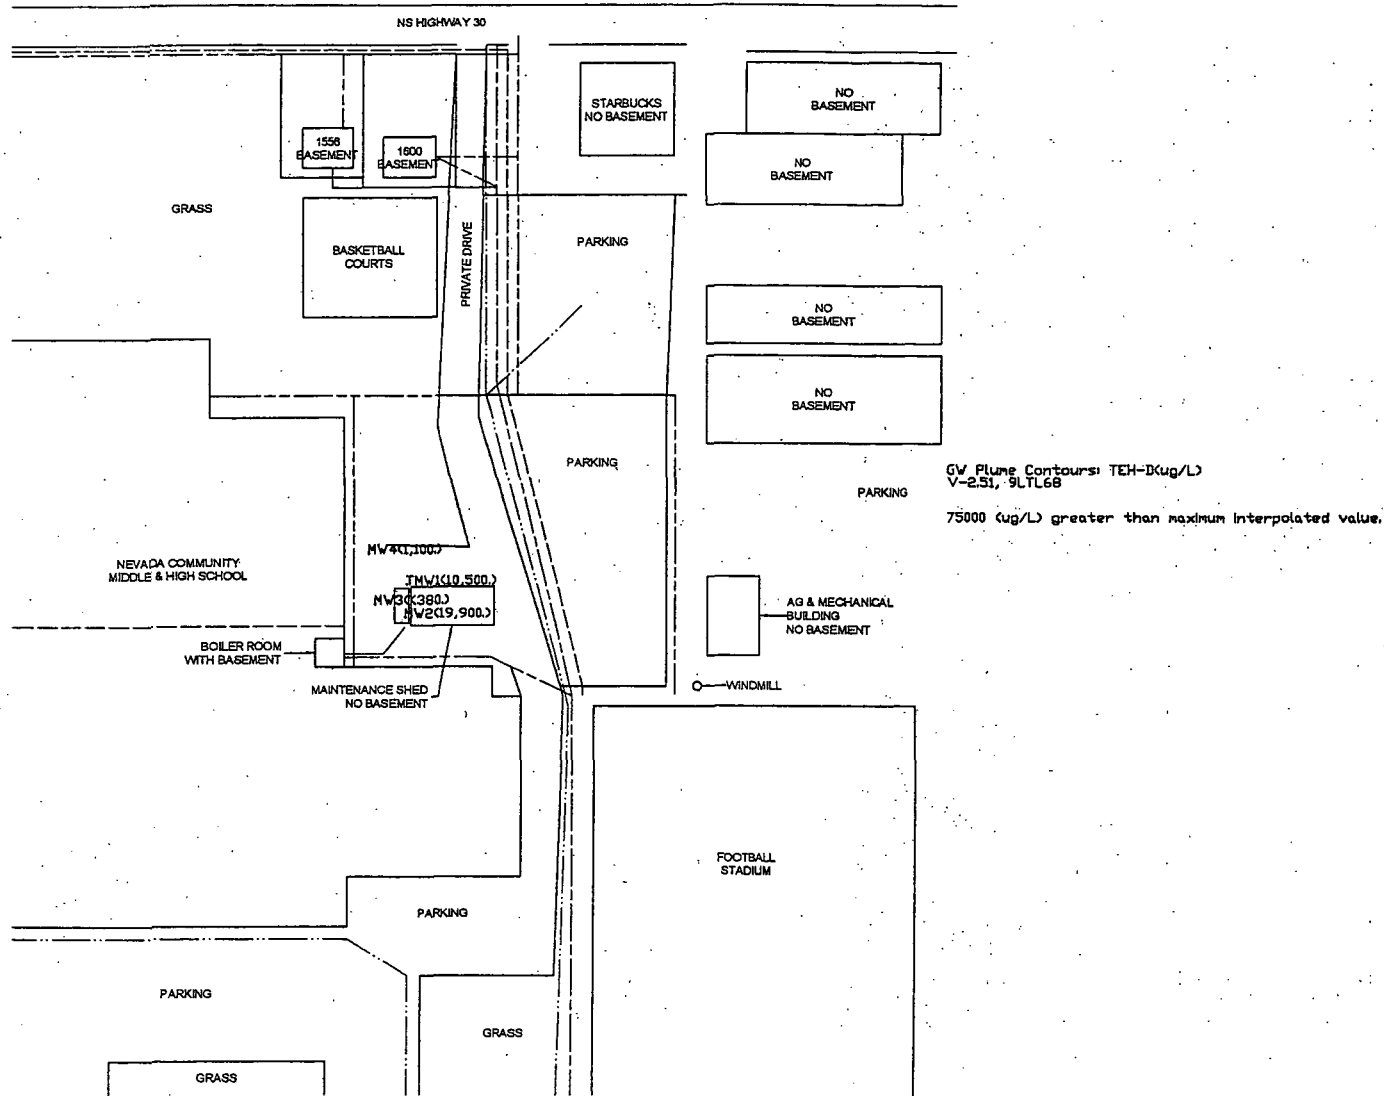 NS HIGHWAY 30
STARBUCKS
NO BASEMENT
NO
BASEMENT
1556
BASEMENT
1600
BASEMENT
NO
BASEMENT
GRASS
BASKETBALL
COURTS
PRIVATE DRIVE
PARKING
NO
BASEMENT
NO
BASEMENT
PARKING
GW Plume Contours: TEH-D(ug/L)
V-2.51, 9LTL68
PARKING
75000 (ug/L) greater than maximum interpolated value.
MW4(1,100.)
NEVADA COMMUNITY
MIDDLE & HIGH SCHOOL
TMW1(10,500.)
MW3(<380.)
MW2(19,900.)
AG & MECHANICAL
BUILDING
NO BASEMENT
BOILER ROOM
WITH BASEMENT
MAINTENANCE SHED
NO BASEMENT
WINDMILL
FOOTBALL
STADIUM
PARKING
PARKING
GRASS
GRASS